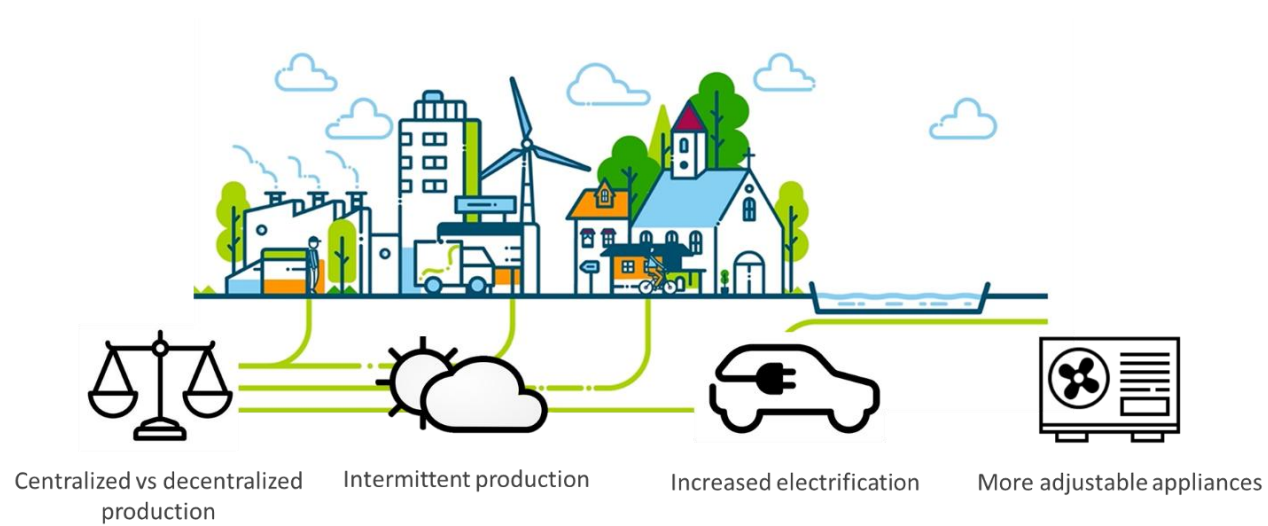 Centralized vs decentralized
production
Intermittent production
Increased electrification
More adjustable appliances